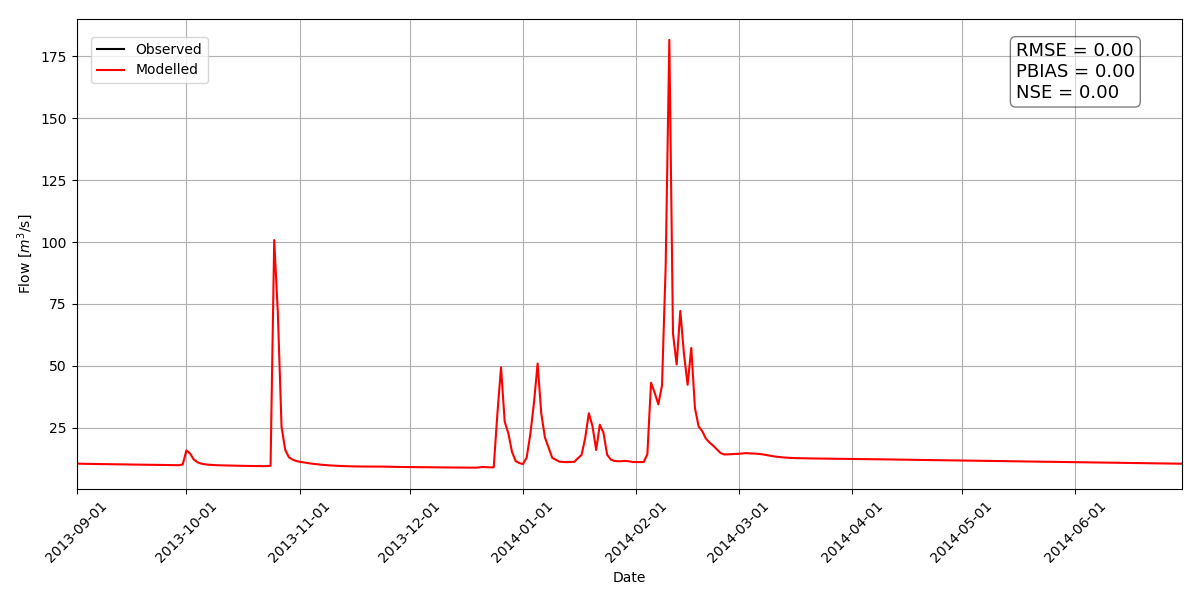 Observed
Modelled
RMSE = 0.00
PBIAS = 0.00
NSE = 0.00
175
150
125
100
75
50
25
Flow [m³/s]
2013-09-01
2013-10-01
2013-11-01
2013-12-01
2014-01-01
2014-02-01
2014-03-01
2014-04-01
2014-05-01
2014-06-01
Date